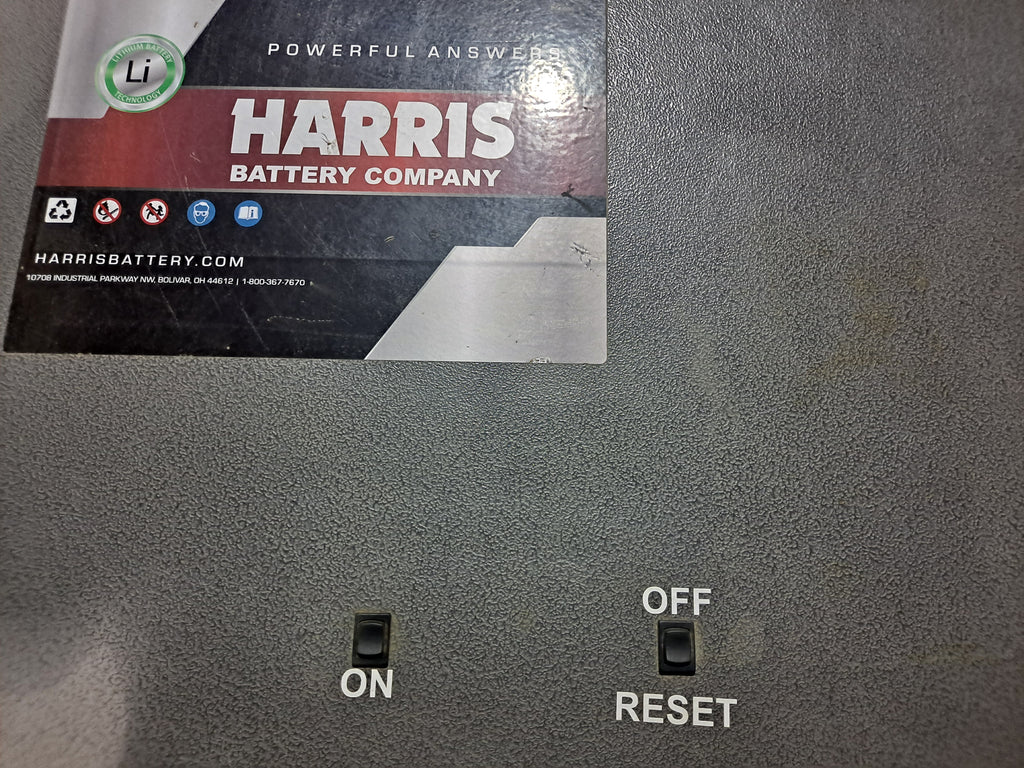 POWERFUL ANSWERS
LITHIUM BATTERY
Li
TECHNOLOGY
HARRIS
BATTERY COMPANY
HARRISBATTERY.COM
10708 INDUSTRIAL PARKWAY NW, BOLIVAR, OH 44612 | 1-800-367-7670
OFF
ON
RESET